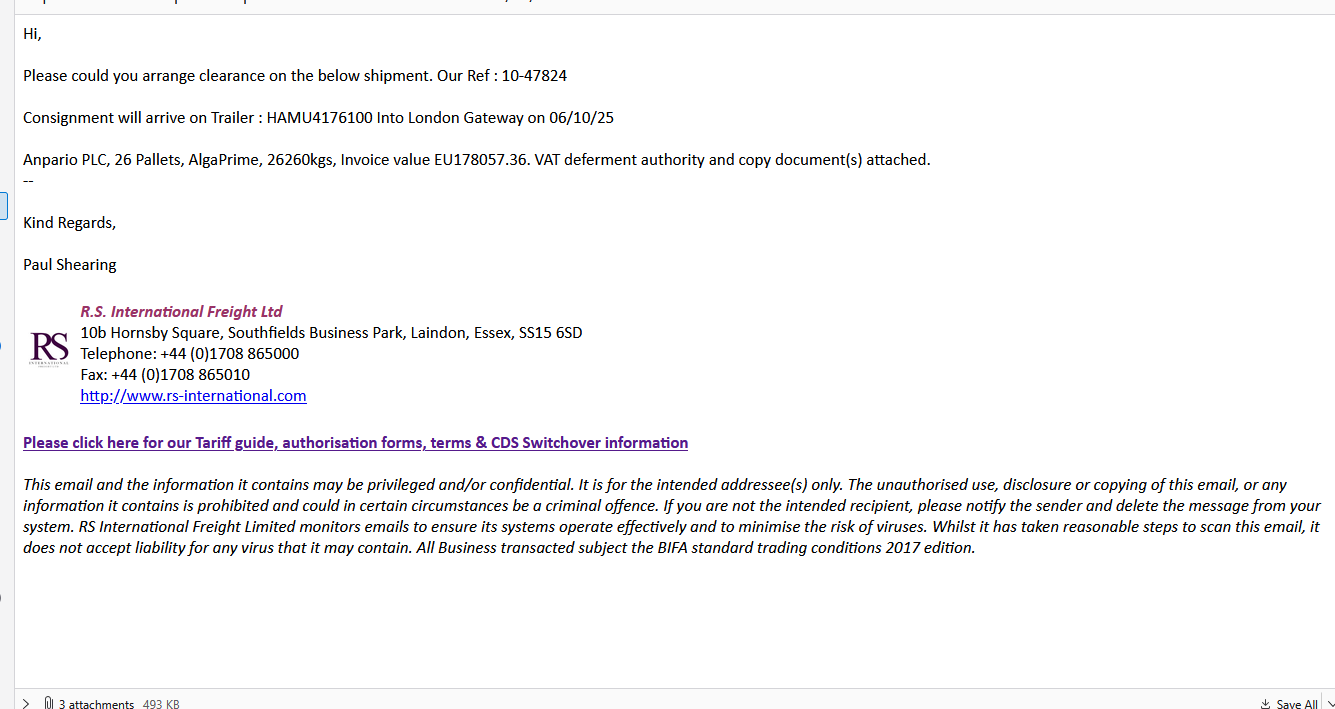 Hi,
Please could you arrange clearance on the below shipment. Our Ref : 10-47824
Consignment will arrive on Trailer : HAMU4176100 Into London Gateway on 06/10/25
Anpario PLC, 26 Pallets, AlgaPrime, 26260kgs, Invoice value EU178057.36. VAT deferment authority and copy document(s) attached.
--
Kind Regards,
Paul Shearing
R.S. International Freight Ltd
RS
10b Hornsby Square, Southfields Business Park, Laindon, Essex, SS15 6SD
Telephone: +44 (0)1708 865000
Fax: +44 (0)1708 865010
http://www.rs-international.com
Please click here for our Tariff guide, authorisation forms, terms & CDS Switchover information
This email and the information it contains may be privileged and/or confidential. It is for the intended addressee(s) only. The unauthorised use, disclosure or copying of this email, or any
information it contains is prohibited and could in certain circumstances be a criminal offence. If you are not the intended recipient, please notify the sender and delete the message from your
system. RS International Freight Limited monitors emails to ensure its systems operate effectively and to minimise the risk of viruses. Whilst it has taken reasonable steps to scan this email, it
does not accept liability for any virus that it may contain. All Business transacted subject the BIFA standard trading conditions 2017 edition.
3 attachments 493 KB
Save All